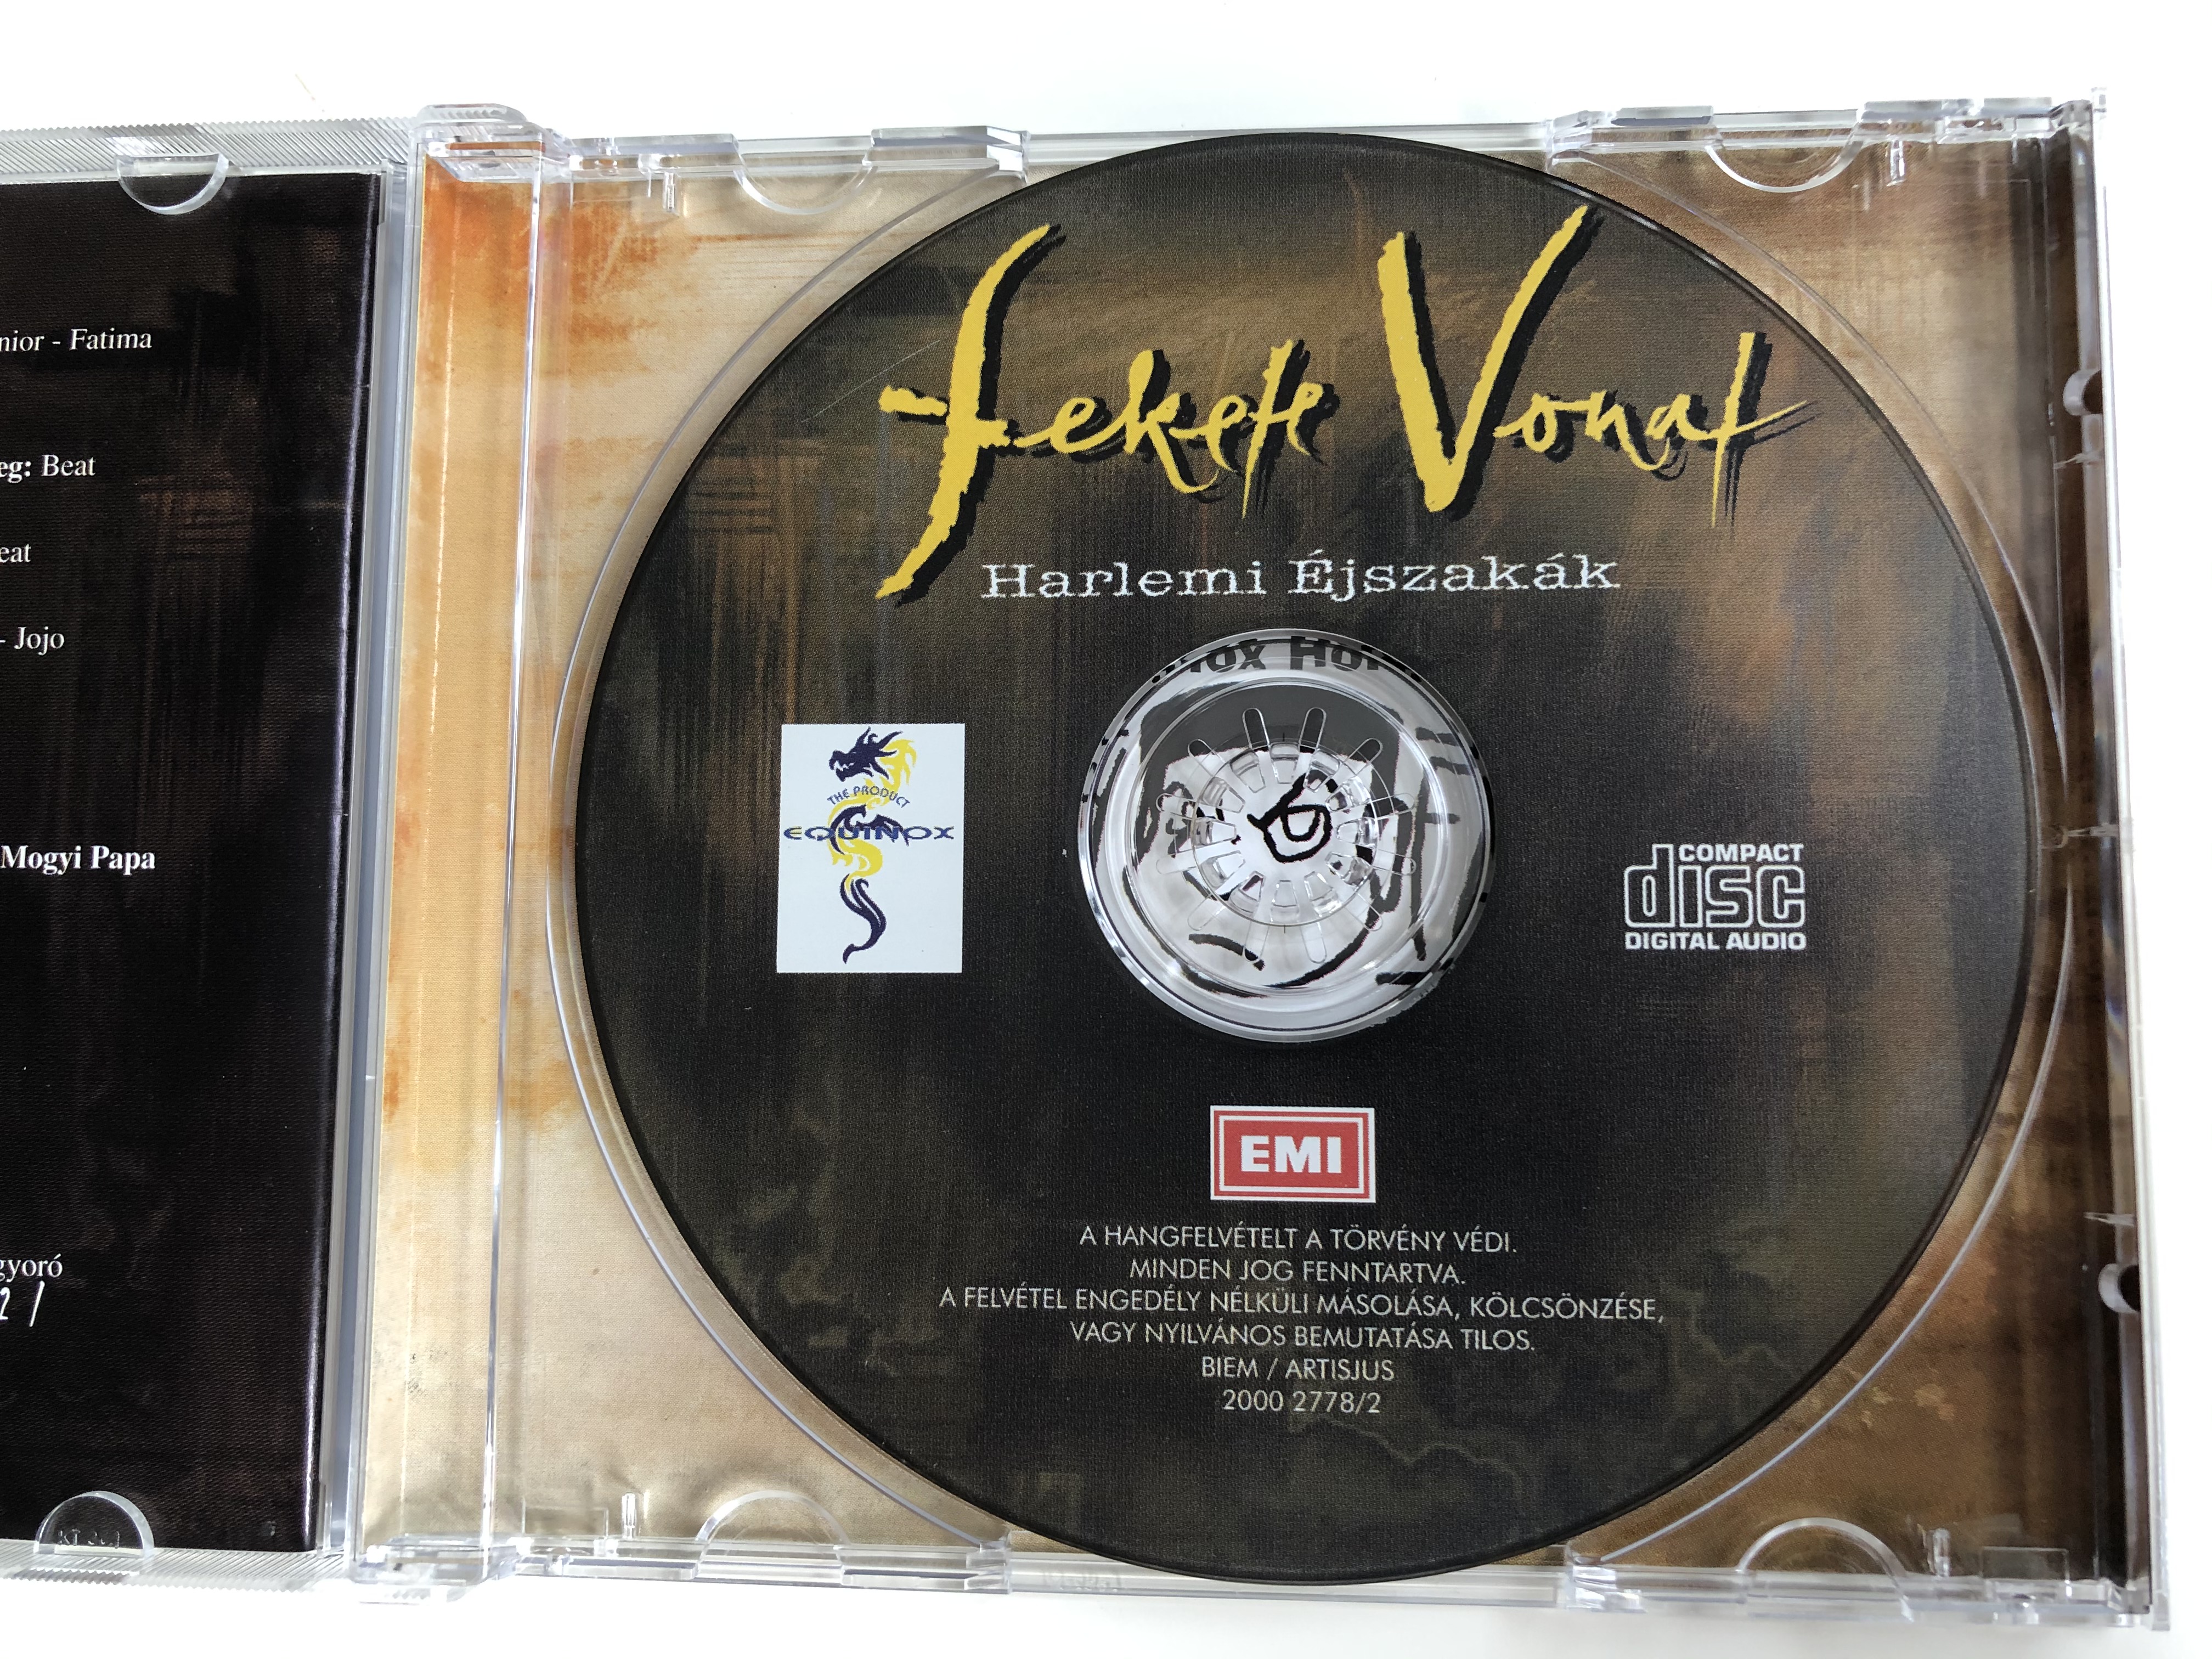 nior - Fatima
eg: Beat
eat
- Jojo
Mogyi Papa
gyoró
Fekete Vonat
Harlemi Éjszakák
THE PRODUCT
EQUINOX
COMPACT
disc
DIGITAL AUDIO
EMI
A HANGFELVÉTELT A TÖRVÉNY VÉDI.
MINDEN JOG FENNTARTVA.
A FELVÉTEL ENGEDÉLY NÉLKÜLI MÁSOLÁSA, KÖLCSÖNZÉSE,
VAGY NYILVÁNOS BEMUTATÁSA TILOS.
BIEM / ARTISJUS
2000 2778/2